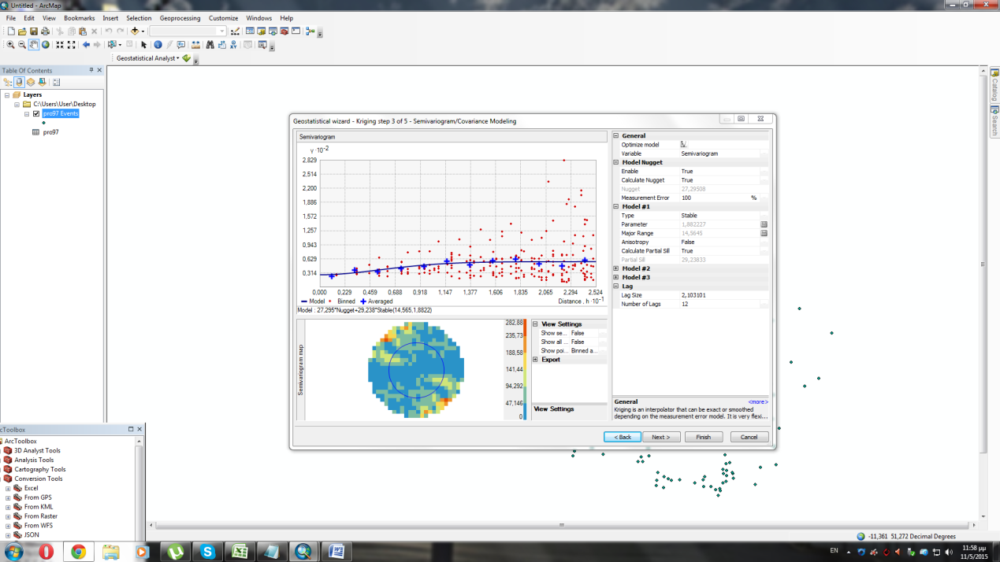 Untitled - ArcMap
File Edit View Bookmarks Insert Selection Geoprocessing Customize Windows Help
Geostatistical Analyst
Table Of Contents
Layers
C:\Users\User\Desktop
pro97 Events
pro97
Catalog
Search
Geostatistical wizard - Kriging step 3 of 5 - Semivariogram/Covariance Modeling
Semivariogram
γ ·10⁻²
2.829
2,514
2,200
1,886
1,572
1,257
0,943
0,629
0.314
0.000 0,229 0.459 0.688 0.918 1,147 1,377 1,606 1,835 2,065 2,294 2,524
Model Binned Averaged
Distance , h ·10⁻¹
Model : 27,295*Nugget+29,238*Stable(14,565,1.8822)
Semivariogram map
282,88
235,73
188,58
141,44
94,292
47,146
0
View Settings
Show se... False
Show all ... False
Show poi... Binned a...
Export
View Settings
General
Optimize model
Variable Semivariogram
Model Nugget
Enable True
Calculate Nugget True
Nugget 27,29508
Measurement Error 100 %
Model #1
Type Stable
Parameter 1,882227
Major Range 14,5645
Anisotropy False
Calculate Partial Sill True
Partial Sill 29,23833
Model #2
Model #3
Lag
Lag Size 2,103101
Number of Lags 12
General <more>
Kriging is an interpolator that can be exact or smoothed
depending on the measurement error model. It is very flexi...
< Back Next > Finish Cancel
cToolbox
ArcToolbox
3D Analyst Tools
Analysis Tools
Cartography Tools
Conversion Tools
Excel
From GPS
From KML
From Raster
From WFS
JSON
-11,361 51,272 Decimal Degrees
EN
11:58 μμ
11/5/2015